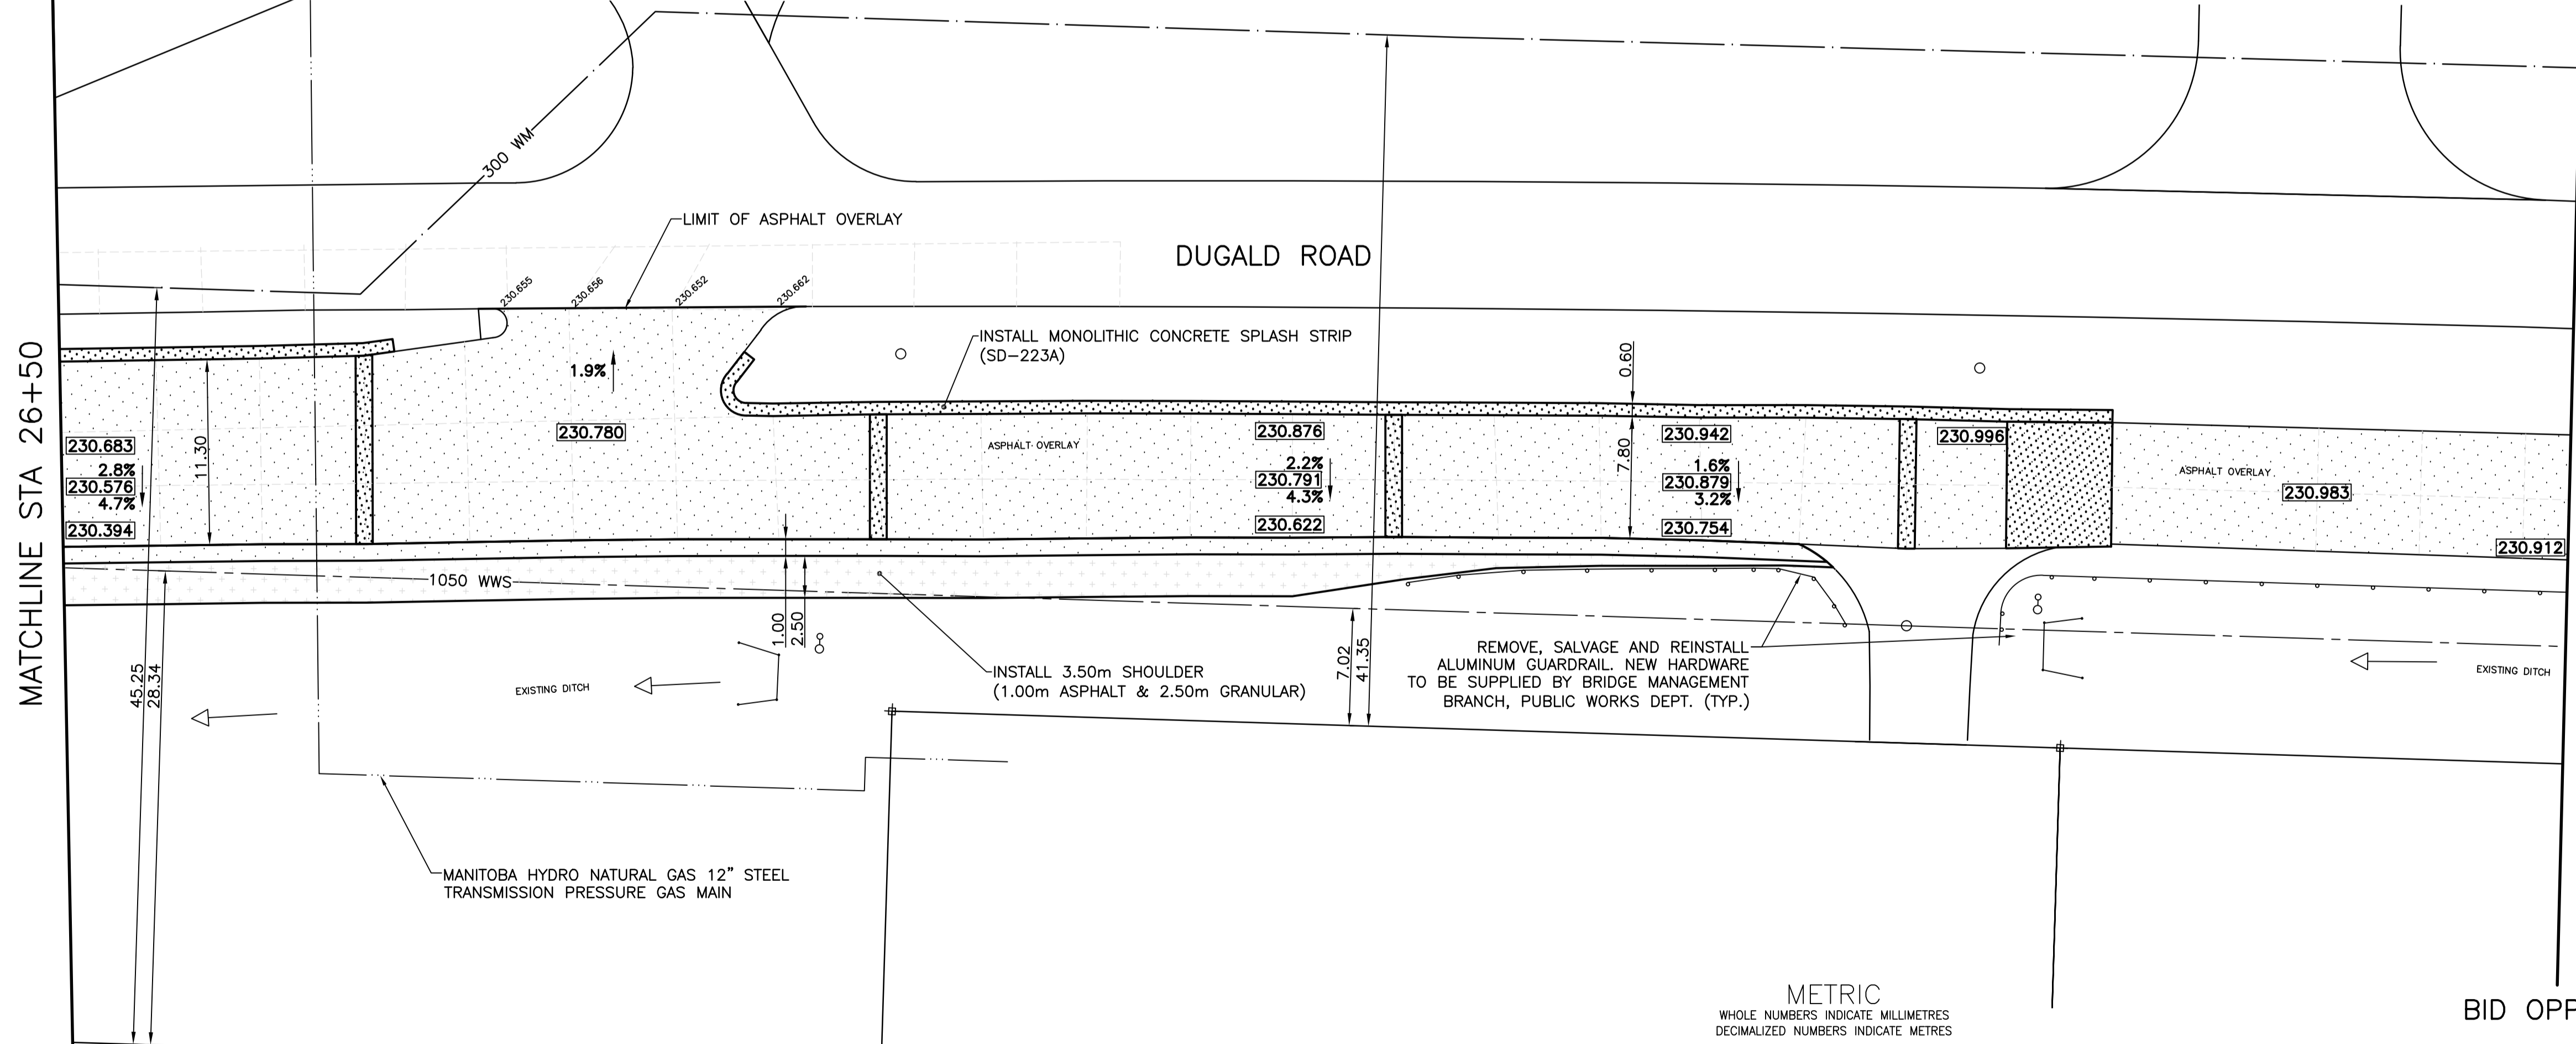 MATCHLINE STA 26+50
300 WM
LIMIT OF ASPHALT OVERLAY
DUGALD ROAD
230.655
230.656
230.652
230.662
INSTALL MONOLITHIC CONCRETE SPLASH STRIP
(SD-223A)
0.60
1.9%
11.30
230.683
2.8%
230.576
4.7%
230.394
230.780
ASPHALT OVERLAY
230.876
2.2%
230.791
4.3%
230.622
7.80
230.942
1.6%
230.879
3.2%
230.754
230.996
ASPHALT OVERLAY
230.983
230.912
1050 WWS
1.00
2.50
45.25
28.34
EXISTING DITCH
INSTALL 3.50m SHOULDER
(1.00m ASPHALT & 2.50m GRANULAR)
7.02
41.35
REMOVE, SALVAGE AND REINSTALL
ALUMINUM GUARDRAIL. NEW HARDWARE
TO BE SUPPLIED BY BRIDGE MANAGEMENT
BRANCH, PUBLIC WORKS DEPT. (TYP.)
EXISTING DITCH
MANITOBA HYDRO NATURAL GAS 12" STEEL
TRANSMISSION PRESSURE GAS MAIN
METRIC
WHOLE NUMBERS INDICATE MILLIMETRES
DECIMALIZED NUMBERS INDICATE METRES
BID OPP